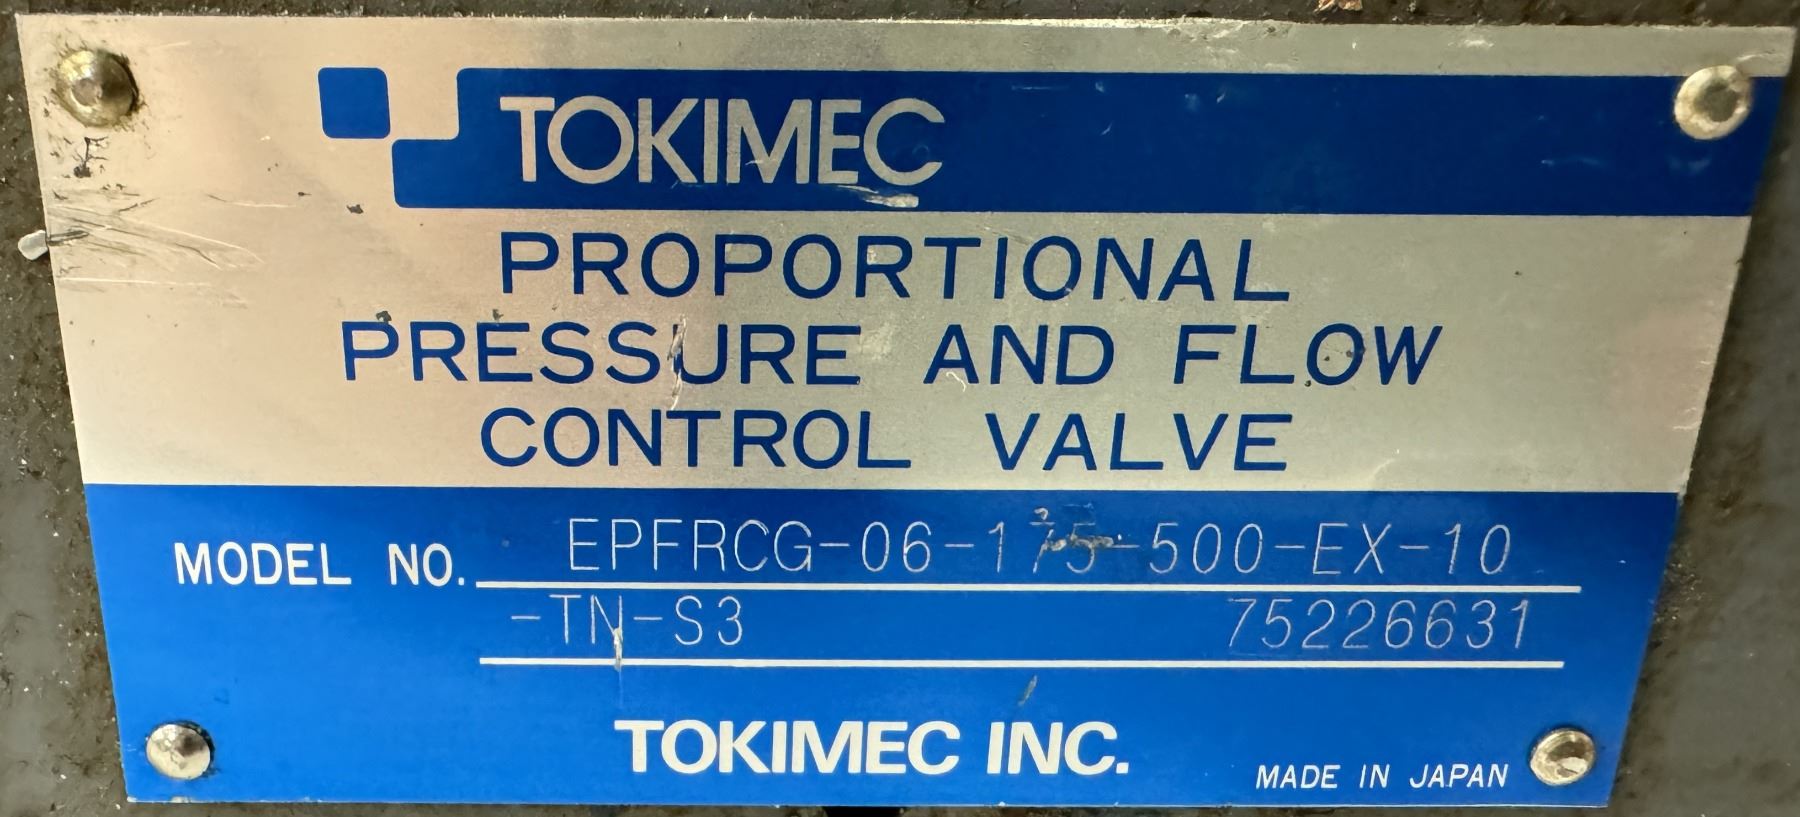 TOKIMEC
PROPORTIONAL
PRESSURE AND FLOW
CONTROL VALVE
MODEL NO. EPFRCG-06-175-500-EX-10
-TN-S3 75226631
TOKIMEC INC.
MADE IN JAPAN